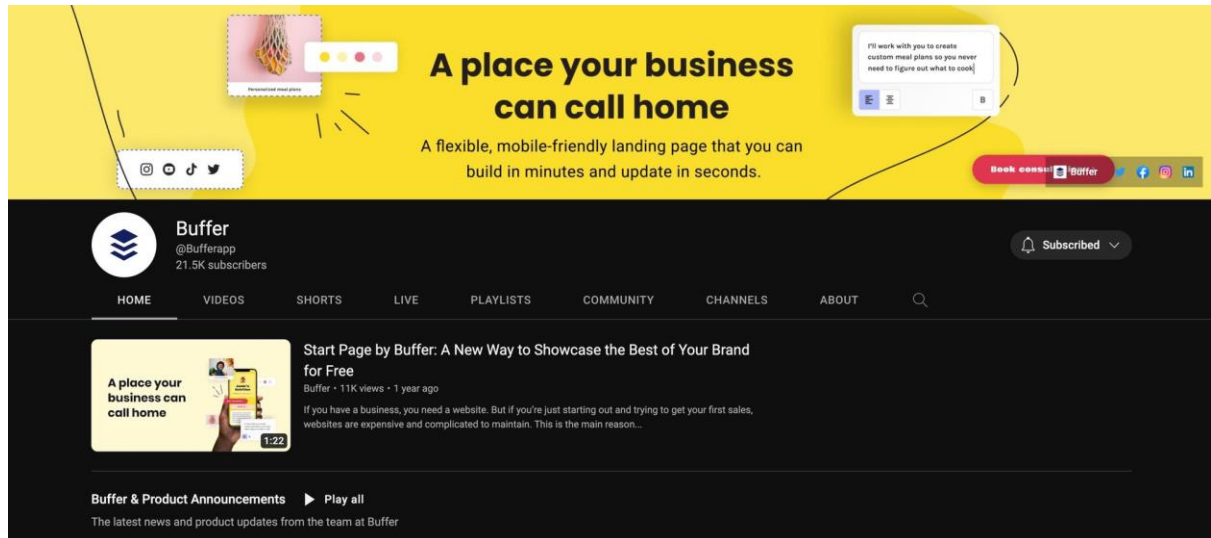 A place your business
can call home
A flexible, mobile-friendly landing page that you can
build in minutes and update in seconds.
Personalized meal plans
I'll work with you to create
custom meal plans so you never
need to figure out what to cook
B
Book consul
Buffer
in
Buffer
@Bufferapp
21.5K subscribers
Subscribed
HOME VIDEOS SHORTS LIVE PLAYLISTS COMMUNITY CHANNELS ABOUT
A place your
business can
call home
1:22
Start Page by Buffer: A New Way to Showcase the Best of Your Brand
for Free
Buffer • 11K views • 1 year ago
If you have a business, you need a website. But if you're just starting out and trying to get your first sales,
websites are expensive and complicated to maintain. This is the main reason...
Buffer & Product Announcements Play all
The latest news and product updates from the team at Buffer